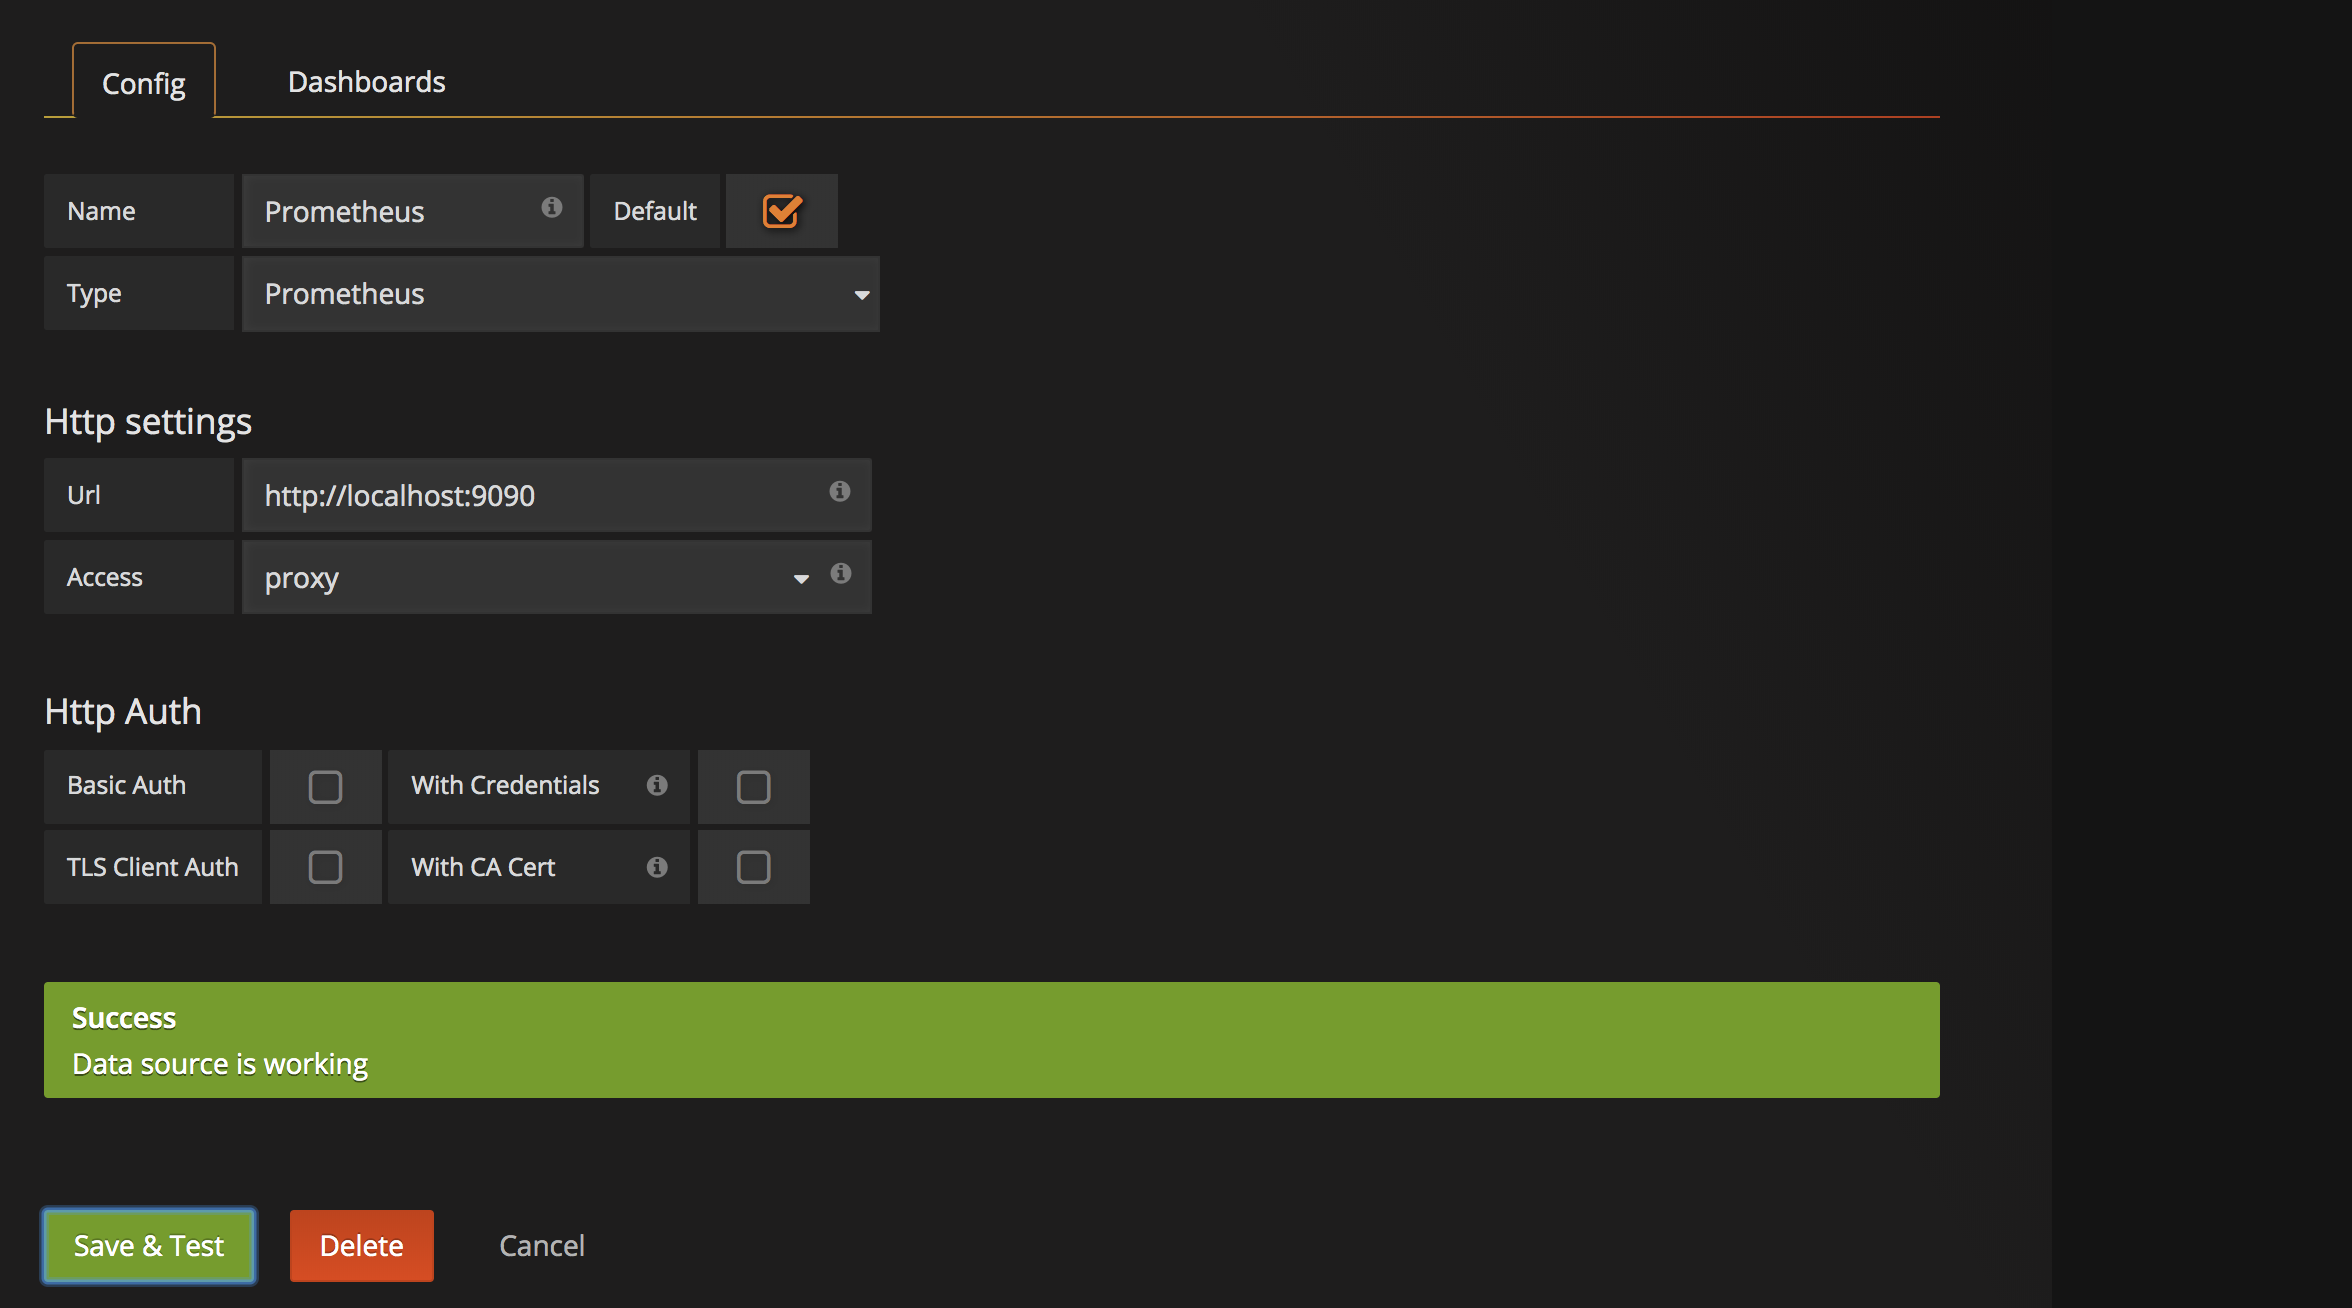 Config Dashboards
Name Prometheus Default
Type Prometheus
Http settings
Url http://localhost:9090
Access proxy
Http Auth
Basic Auth With Credentials
TLS Client Auth With CA Cert
Success
Data source is working
Save & Test Delete Cancel